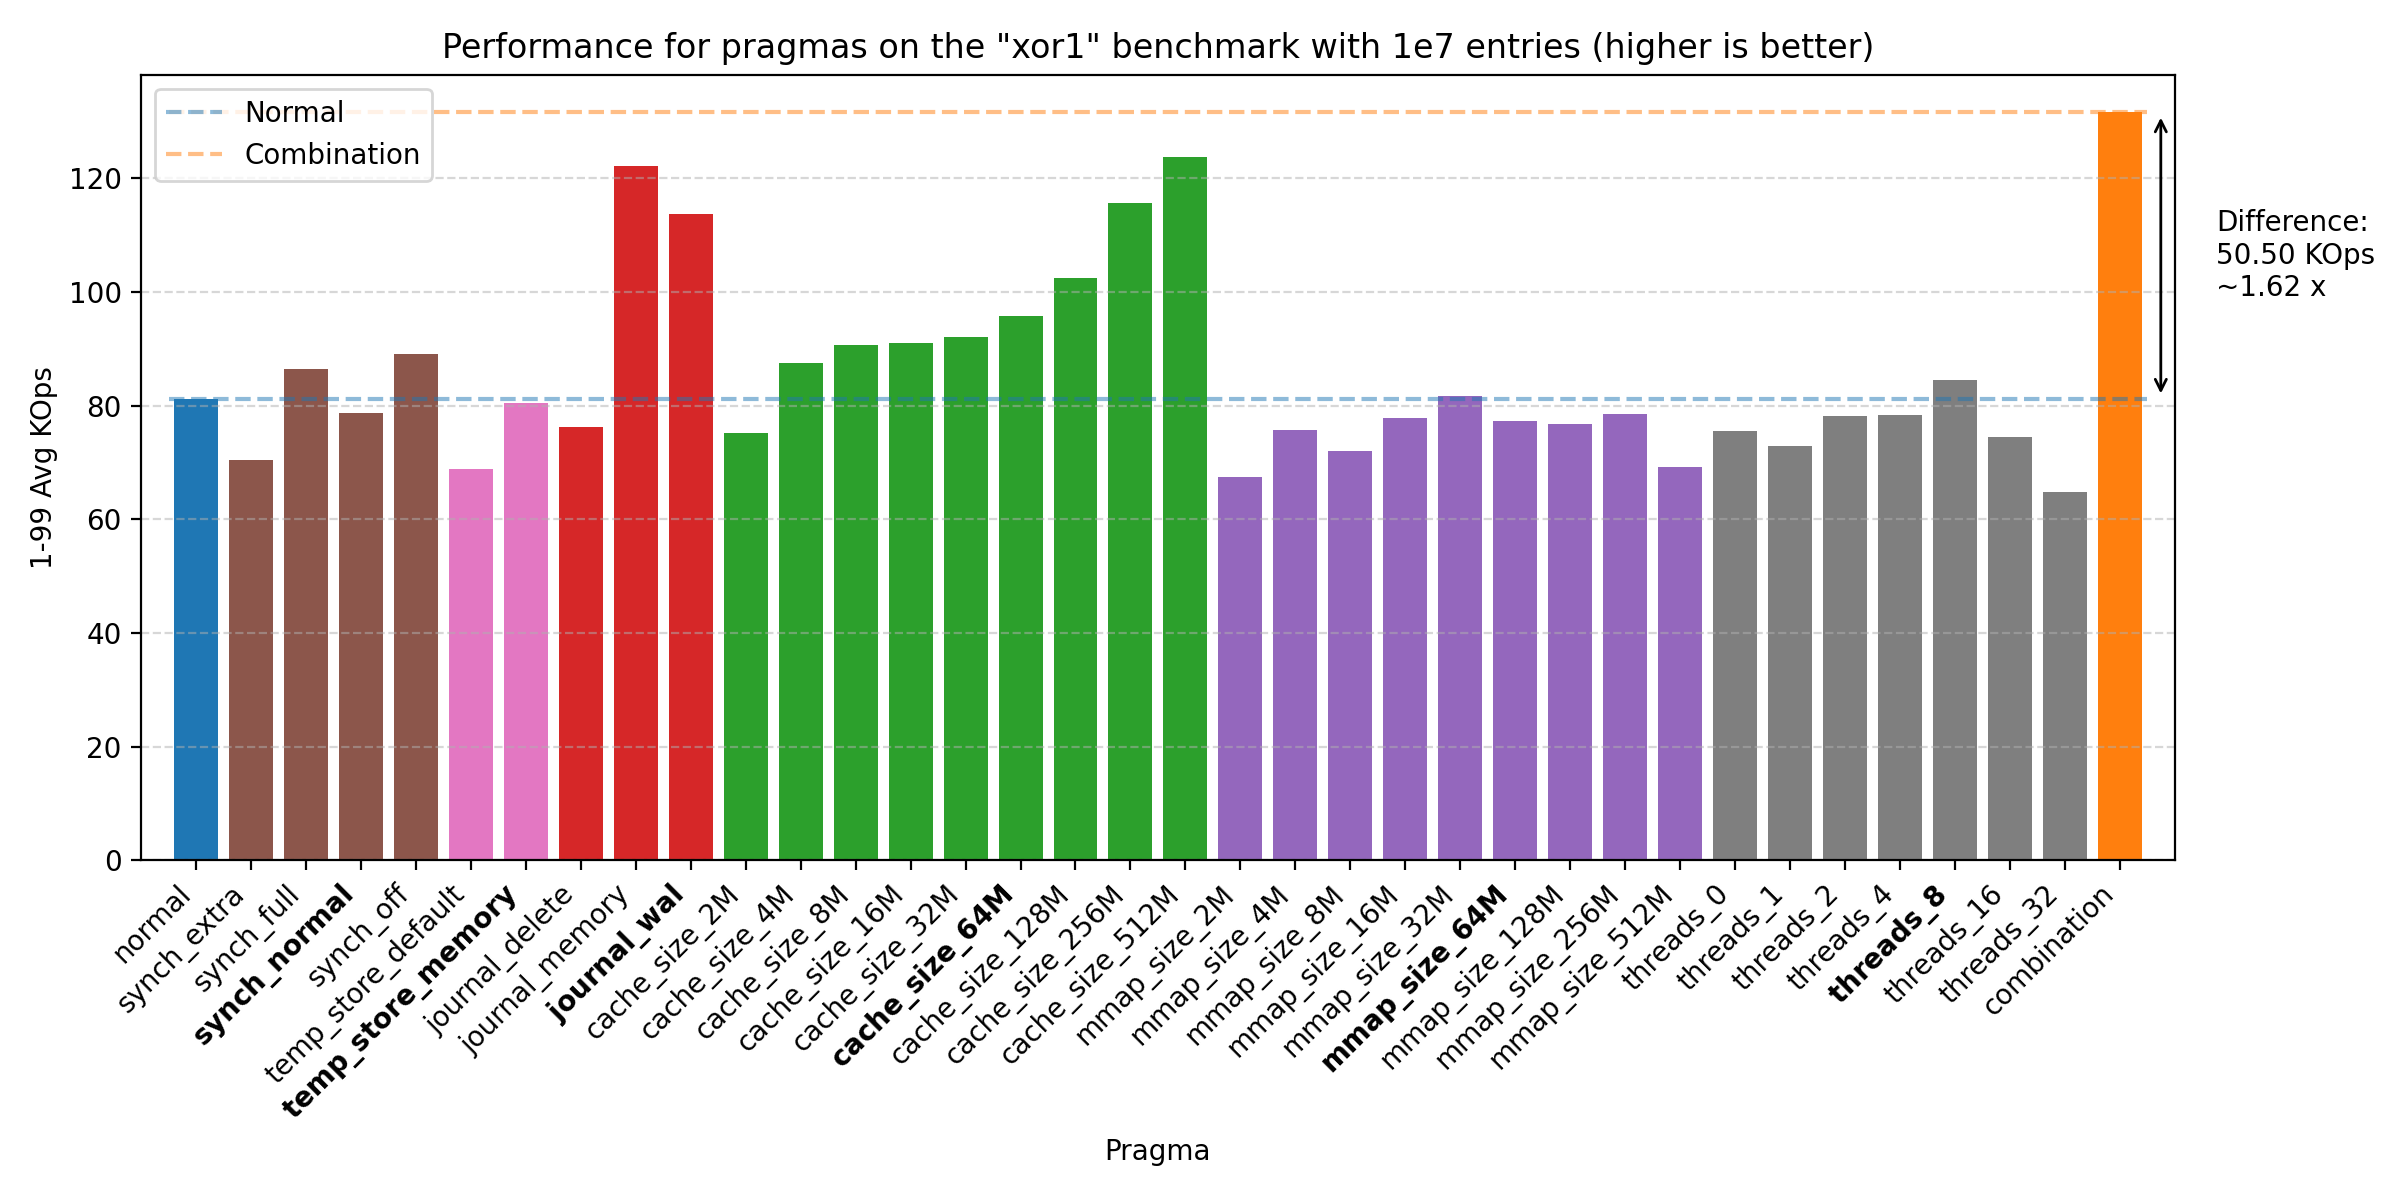 Performance for pragmas on the "xor1" benchmark with 1e7 entries (higher is better)
Normal
Combination
1-99 Avg KOps
120
100
80
60
40
20
0
Difference:
50.50 KOps
~1.62 x
normal
synch_extra
synch_full
synch_normal
synch_off
temp_store_default
temp_store_memory
journal_delete
journal_memory
journal_wal
cache_size_2M
cache_size_4M
cache_size_8M
cache_size_16M
cache_size_32M
cache_size_64M
cache_size_128M
cache_size_256M
cache_size_512M
mmap_size_2M
mmap_size_4M
mmap_size_8M
mmap_size_16M
mmap_size_32M
mmap_size_64M
mmap_size_128M
mmap_size_256M
mmap_size_512M
threads_0
threads_1
threads_2
threads_4
threads_8
threads_16
threads_32
combination
Pragma